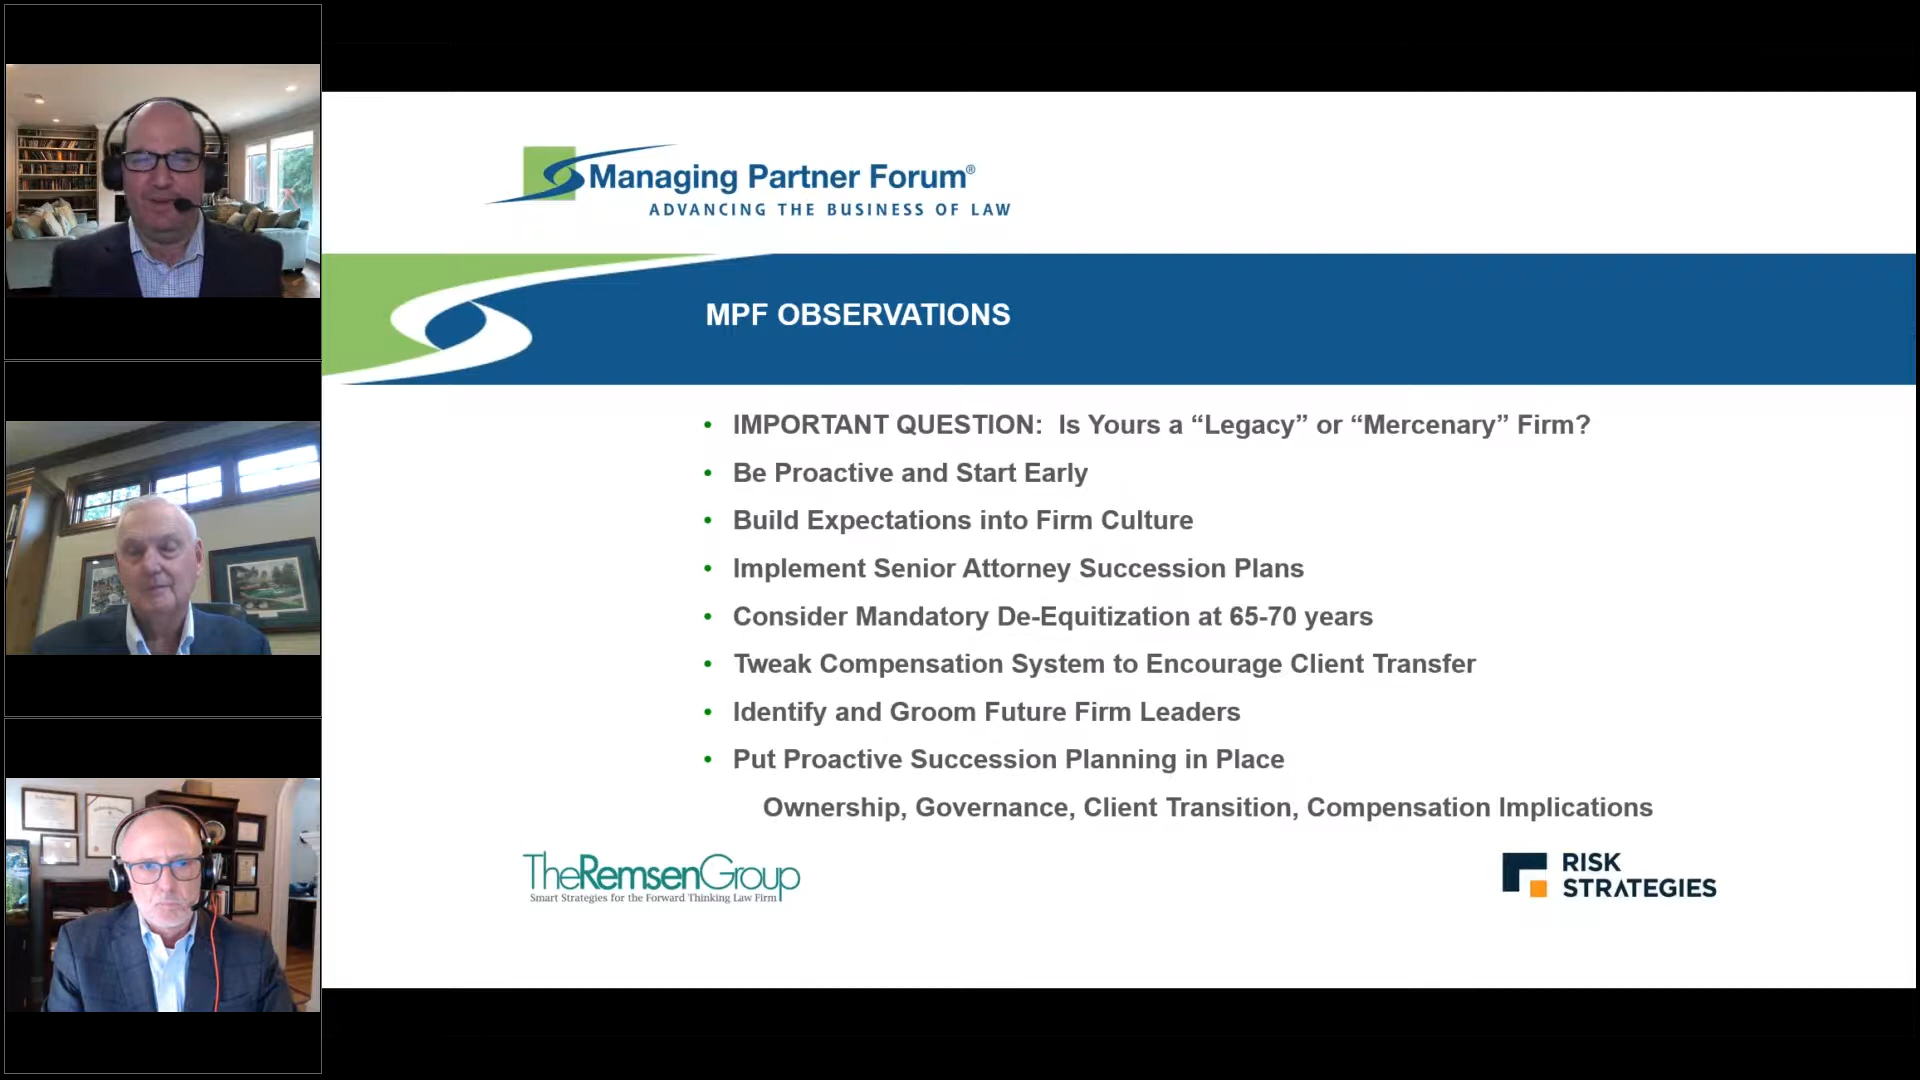 Managing Partner Forum®
ADVANCING THE BUSINESS OF LAW
MPF OBSERVATIONS
• IMPORTANT QUESTION: Is Yours a “Legacy” or “Mercenary” Firm?
• Be Proactive and Start Early
• Build Expectations into Firm Culture
• Implement Senior Attorney Succession Plans
• Consider Mandatory De-Equitization at 65-70 years
• Tweak Compensation System to Encourage Client Transfer
• Identify and Groom Future Firm Leaders
• Put Proactive Succession Planning in Place
Ownership, Governance, Client Transition, Compensation Implications
TheRemsenGroup
Smart Strategies for the Forward Thinking Law Firm
RISK
STRATEGIES